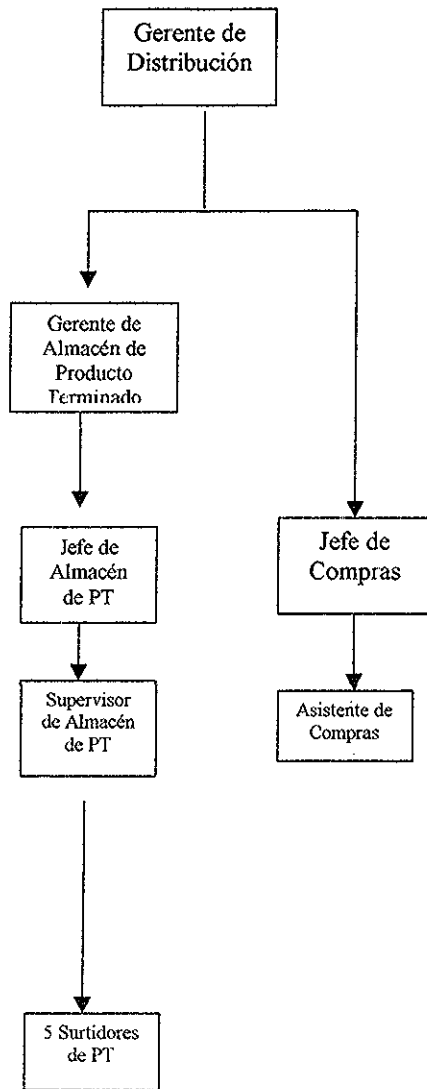 Gerente de
Distribución
Gerente de
Almacén de
Producto
Terminado
Jefe de
Almacén
de PT
Jefe de
Compras
Supervisor
de Almacén
de PT
Asistente de
Compras
5 Surtidores
de PT